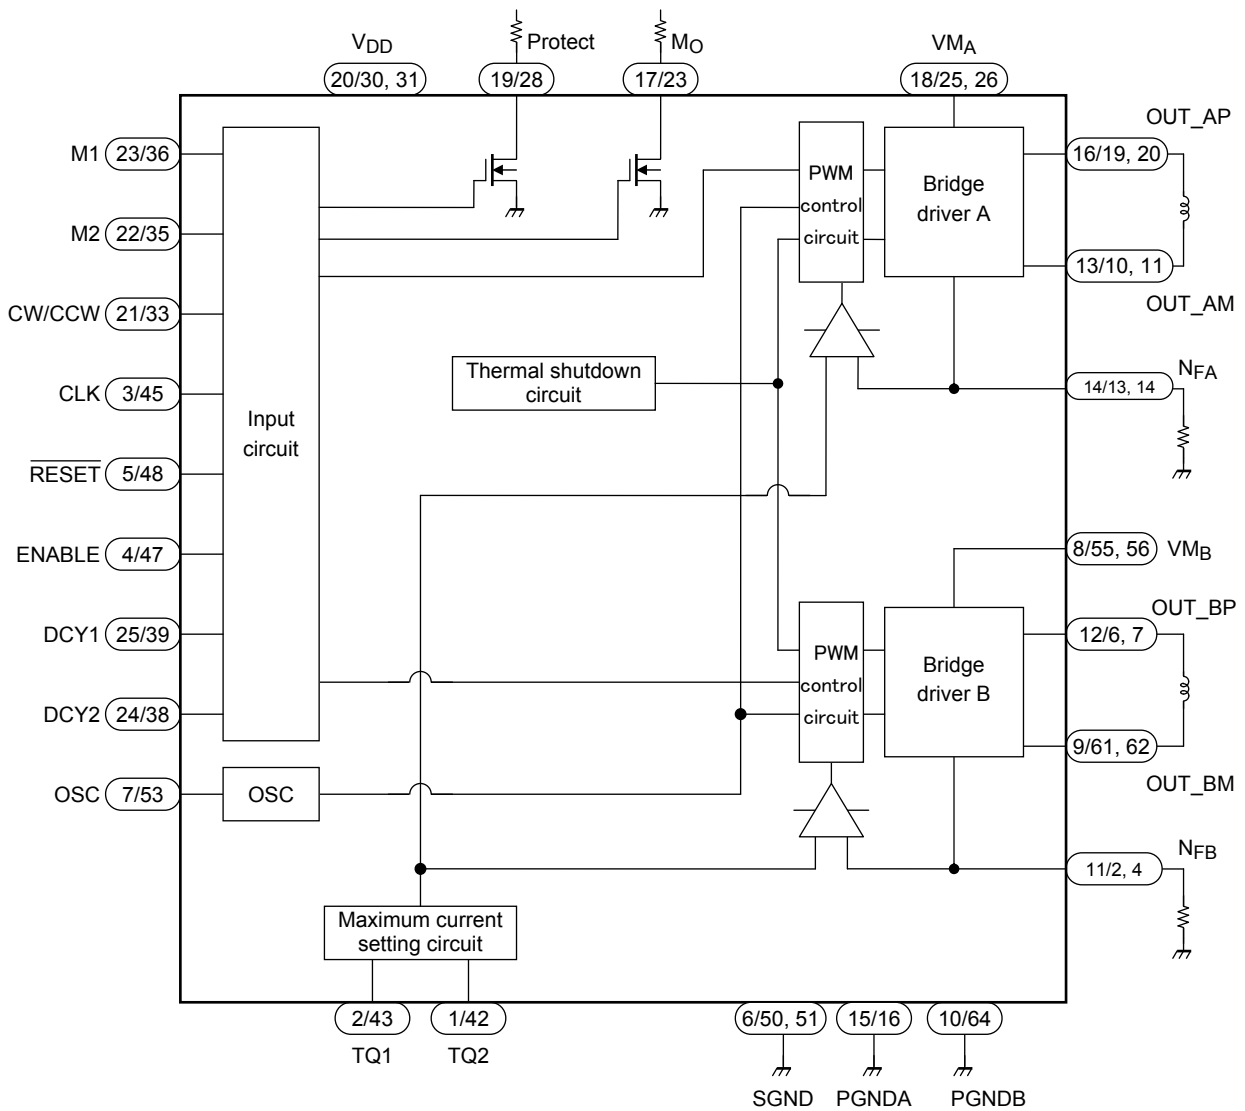 VDD
Protect
MO
VMA
20/30, 31
19/28
17/23
18/25, 26
OUT_AP
M1 23/36
16/19, 20
PWM
control
circuit
Bridge
driver A
M2 22/35
13/10, 11
OUT_AM
CW/CCW 21/33
Thermal shutdown
circuit
NFA
14/13, 14
CLK 3/45
Input
circuit
RESET 5/48
ENABLE 4/47
8/55, 56 VMB
OUT_BP
DCY1 25/39
12/6, 7
PWM
control
circuit
Bridge
driver B
DCY2 24/38
9/61, 62
OUT_BM
OSC 7/53
OSC
NFB
11/2, 4
Maximum current
setting circuit
2/43
1/42
6/50, 51
15/16
10/64
TQ1
TQ2
SGND
PGNDA
PGNDB